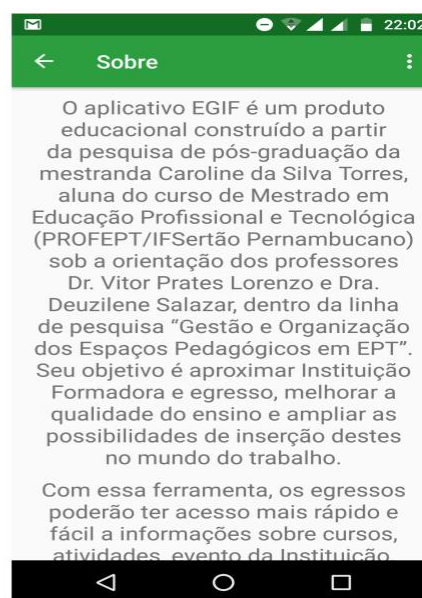 22:02
Sobre
O aplicativo EGIF é um produto
educacional construído a partir
da pesquisa de pós-graduação da
mestranda Caroline da Silva Torres,
aluna do curso de Mestrado em
Educação Profissional e Tecnológica
(PROFEPT/IFSertão Pernambucano)
sob a orientação dos professores
Dr. Vitor Prates Lorenzo e Dra.
Deuzilene Salazar, dentro da linha
de pesquisa “Gestão e Organização
dos Espaços Pedagógicos em EPT”.
Seu objetivo é aproximar Instituição
Formadora e egresso, melhorar a
qualidade do ensino e ampliar as
possibilidades de inserção destes
no mundo do trabalho.
Com essa ferramenta, os egressos
poderão ter acesso mais rápido e
fácil a informações sobre cursos,
atividades, evento da Instituição